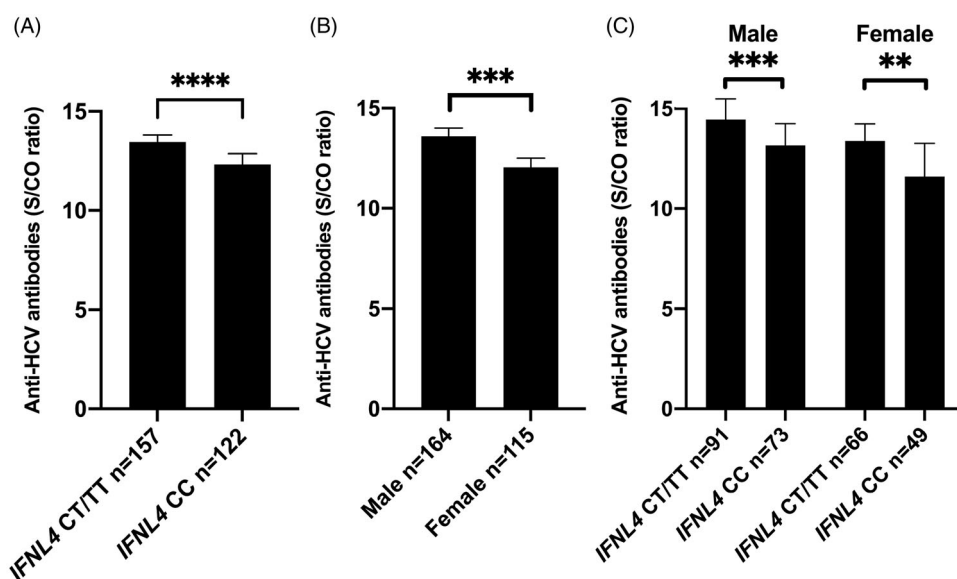 (A)
Anti-HCV antibodies (S/CO ratio)
15
10
5
0
****
IFNL4 CT/TT n=157
IFNL4 CC n=122
(B)
Anti-HCV antibodies (S/CO ratio)
15
10
5
0
***
Male n=164
Female n=115
(C)
Anti-HCV antibodies (S/CO ratio)
15
10
5
0
Male
***
Female
**
IFNL4 CT/TT n=91
IFNL4 CC n=73
IFNL4 CT/TT n=66
IFNL4 CC n=49